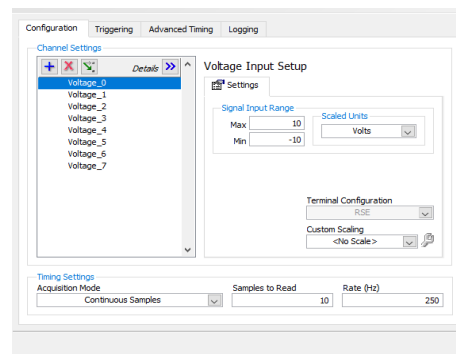 Configuration Triggering Advanced Timing Logging
Channel Settings
Details
Voltage_0
Voltage_1
Voltage_2
Voltage_3
Voltage_4
Voltage_5
Voltage_6
Voltage_7
Voltage Input Setup
Settings
Signal Input Range
Max 10
Min -10
Scaled Units
Volts
Terminal Configuration
RSE
Custom Scaling
<No Scale>
Timing Settings
Acquisition Mode Samples to Read Rate (Hz)
Continuous Samples 10 250